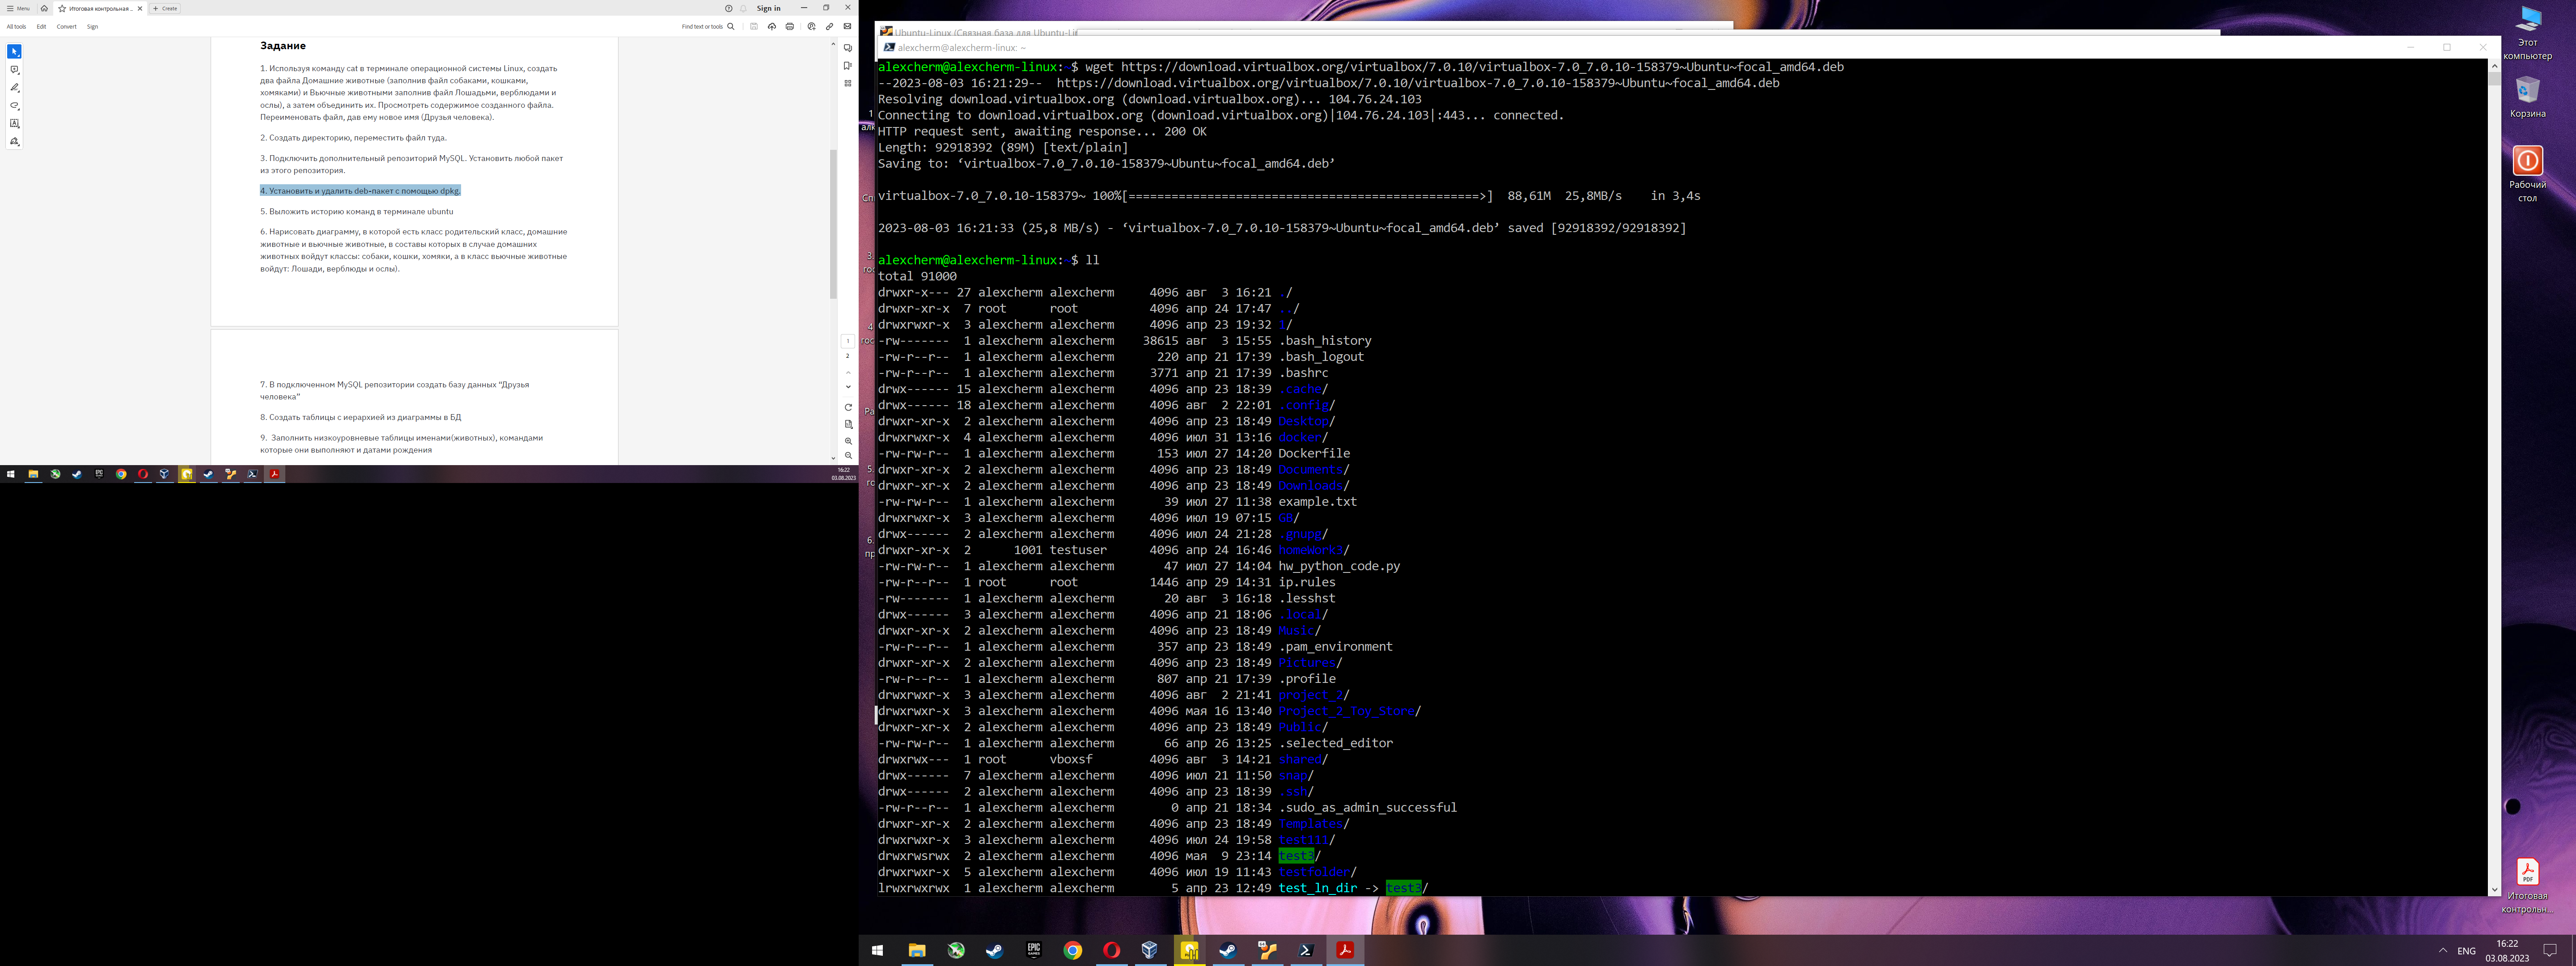 Menu
Итоговая контрольная ...
Create
Sign in
All tools
Edit
Convert
Sign
Find text or tools
Задание
1. Используя команду cat в терминале операционной системы Linux, создать
два файла Домашние животные (заполнив файл собаками, кошками,
хомяками) и Вьючные животными заполнив файл Лошадьми, верблюдами и
ослы), а затем объединить их. Просмотреть содержимое созданного файла.
Переименовать файл, дав ему новое имя (Друзья человека).
2. Создать директорию, переместить файл туда.
3. Подключить дополнительный репозиторий MySQL. Установить любой пакет
из этого репозитория.
4. Установить и удалить deb-пакет с помощью dpkg.
5. Выложить историю команд в терминале ubuntu
6. Нарисовать диаграмму, в которой есть класс родительский класс, домашние
животные и вьючные животные, в составы которых в случае домашних
животных войдут классы: собаки, кошки, хомяки, а в класс вьючные животные
войдут: Лошади, верблюды и ослы).
1
2
7. В подключенном MySQL репозитории создать базу данных “Друзья
человека”
8. Создать таблицы с иерархией из диаграммы в БД
9. Заполнить низкоуровневые таблицы именами(животных), командами
которые они выполняют и датами рождения
16:22
03.08.2023
Ubuntu-Linux (Связная база для Ubuntu-Lin
alexcherm@alexcherm-linux: ~
alexcherm@alexcherm-linux:~$ wget https://download.virtualbox.org/virtualbox/7.0.10/virtualbox-7.0_7.0.10-158379~Ubuntu~focal_amd64.deb
--2023-08-03 16:21:29--  https://download.virtualbox.org/virtualbox/7.0.10/virtualbox-7.0_7.0.10-158379~Ubuntu~focal_amd64.deb
Resolving download.virtualbox.org (download.virtualbox.org)... 104.76.24.103
Connecting to download.virtualbox.org (download.virtualbox.org)|104.76.24.103|:443... connected.
HTTP request sent, awaiting response... 200 OK
Length: 92918392 (89M) [text/plain]
Saving to: ‘virtualbox-7.0_7.0.10-158379~Ubuntu~focal_amd64.deb’
virtualbox-7.0_7.0.10-158379~ 100%[=================================================>]  88,61M  25,8MB/s    in 3,4s
2023-08-03 16:21:33 (25,8 MB/s) - ‘virtualbox-7.0_7.0.10-158379~Ubuntu~focal_amd64.deb’ saved [92918392/92918392]
alexcherm@alexcherm-linux:~$ ll
total 91000
drwxr-x--- 27 alexcherm alexcherm     4096 авг  3 16:21 ./
drwxr-xr-x  7 root      root          4096 апр 24 17:47 ../
drwxrwxr-x  3 alexcherm alexcherm     4096 апр 23 19:32 1/
-rw-------  1 alexcherm alexcherm    38615 авг  3 15:55 .bash_history
-rw-r--r--  1 alexcherm alexcherm      220 апр 21 17:39 .bash_logout
-rw-r--r--  1 alexcherm alexcherm     3771 апр 21 17:39 .bashrc
drwx------ 15 alexcherm alexcherm     4096 апр 23 18:39 .cache/
drwx------ 18 alexcherm alexcherm     4096 авг  2 22:01 .config/
drwxr-xr-x  2 alexcherm alexcherm     4096 апр 23 18:49 Desktop/
drwxrwxr-x  4 alexcherm alexcherm     4096 июл 31 13:16 docker/
-rw-rw-r--  1 alexcherm alexcherm      153 июл 27 14:20 Dockerfile
drwxr-xr-x  2 alexcherm alexcherm     4096 апр 23 18:49 Documents/
drwxr-xr-x  2 alexcherm alexcherm     4096 апр 23 18:49 Downloads/
-rw-rw-r--  1 alexcherm alexcherm       39 июл 27 11:38 example.txt
drwxrwxr-x  3 alexcherm alexcherm     4096 июл 19 07:15 GB/
drwx------  2 alexcherm alexcherm     4096 июл 24 21:28 .gnupg/
drwxr-xr-x  2      1001 testuser      4096 апр 24 16:46 homeWork3/
-rw-rw-r--  1 alexcherm alexcherm       47 июл 27 14:04 hw_python_code.py
-rw-r--r--  1 root      root          1446 апр 29 14:31 ip.rules
-rw-------  1 alexcherm alexcherm       20 авг  3 16:18 .lesshst
drwx------  3 alexcherm alexcherm     4096 апр 21 18:06 .local/
drwxr-xr-x  2 alexcherm alexcherm     4096 апр 23 18:49 Music/
-rw-r--r--  1 alexcherm alexcherm      357 апр 23 18:49 .pam_environment
drwxr-xr-x  2 alexcherm alexcherm     4096 апр 23 18:49 Pictures/
-rw-r--r--  1 alexcherm alexcherm      807 апр 21 17:39 .profile
drwxrwxr-x  3 alexcherm alexcherm     4096 авг  2 21:41 project_2/
drwxrwxr-x  3 alexcherm alexcherm     4096 мая 16 13:40 Project_2_Toy_Store/
drwxr-xr-x  2 alexcherm alexcherm     4096 апр 23 18:49 Public/
-rw-rw-r--  1 alexcherm alexcherm       66 апр 26 13:25 .selected_editor
drwxrwx---  1 root      vboxsf        4096 авг  3 14:21 shared/
drwx------  7 alexcherm alexcherm     4096 июл 21 11:50 snap/
drwx------  2 alexcherm alexcherm     4096 апр 23 18:39 .ssh/
-rw-r--r--  1 alexcherm alexcherm        0 апр 21 18:34 .sudo_as_admin_successful
drwxr-xr-x  2 alexcherm alexcherm     4096 апр 23 18:49 Templates/
drwxrwxr-x  3 alexcherm alexcherm     4096 июл 24 19:58 test111/
drwxrwsrwx  2 alexcherm alexcherm     4096 мая  9 23:14 test3/
drwxrwxr-x  5 alexcherm alexcherm     4096 июл 19 11:43 testfolder/
lrwxrwxrwx  1 alexcherm alexcherm        5 апр 23 12:49 test_ln_dir -> test3/
Этот
компьютер
Корзина
Рабочий
стол
PDF
Итоговая
контрольн...
EPIC
GAMES
ENG
16:22
03.08.2023